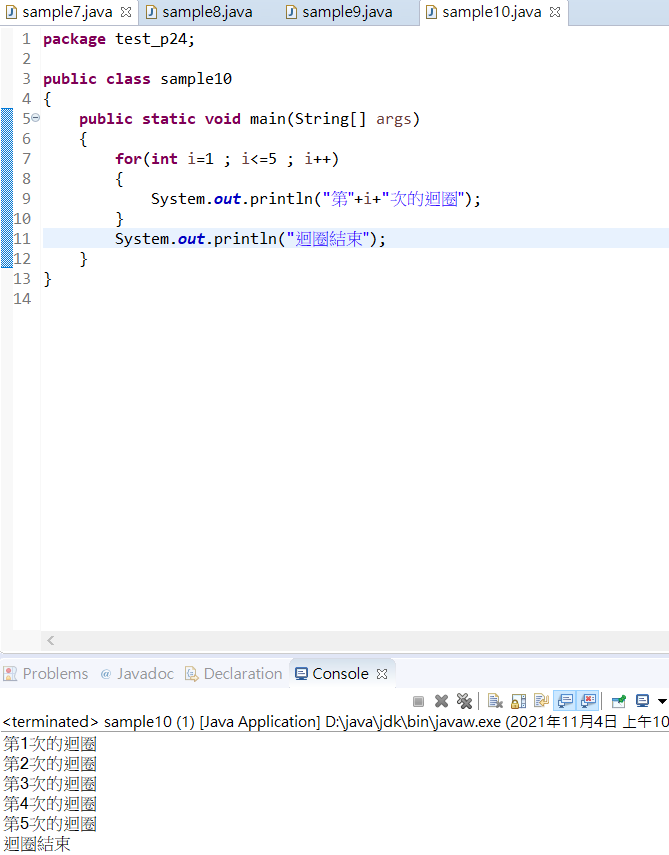 sample7.java sample8.java sample9.java sample10.java
1 package test_p24;
2
3 public class sample10
4 {
5 public static void main(String[] args)
6 {
7 for(int i=1 ; i<=5 ; i++)
8 {
9 System.out.println("第"+i+"次的迴圈");
10 }
11 System.out.println("迴圈結束");
12 }
13 }
14
Problems @ Javadoc Declaration Console
<terminated> sample10 (1) [Java Application] D:\java\jdk\bin\javaw.exe (2021年11月4日 上午10
第1次的迴圈
第2次的迴圈
第3次的迴圈
第4次的迴圈
第5次的迴圈
迴圈結束